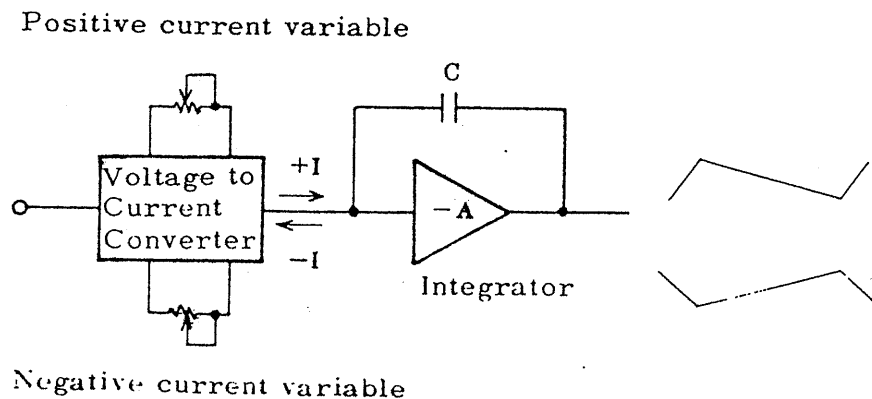 Positive current variable
C
+I
Voltage to
Current
Converter
-A
-I
Integrator
Negative current variable